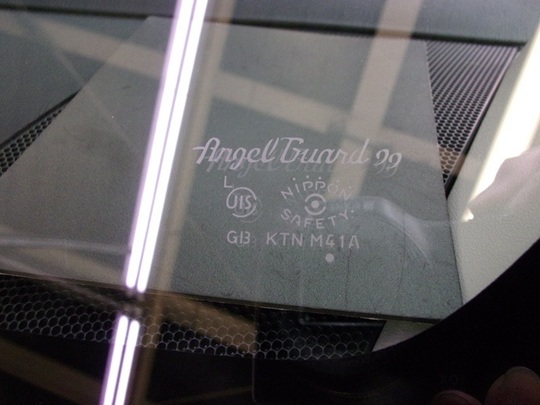 Angel Guard 99
L
JIS
NIPPON
SAFETY
GB KTN M41A